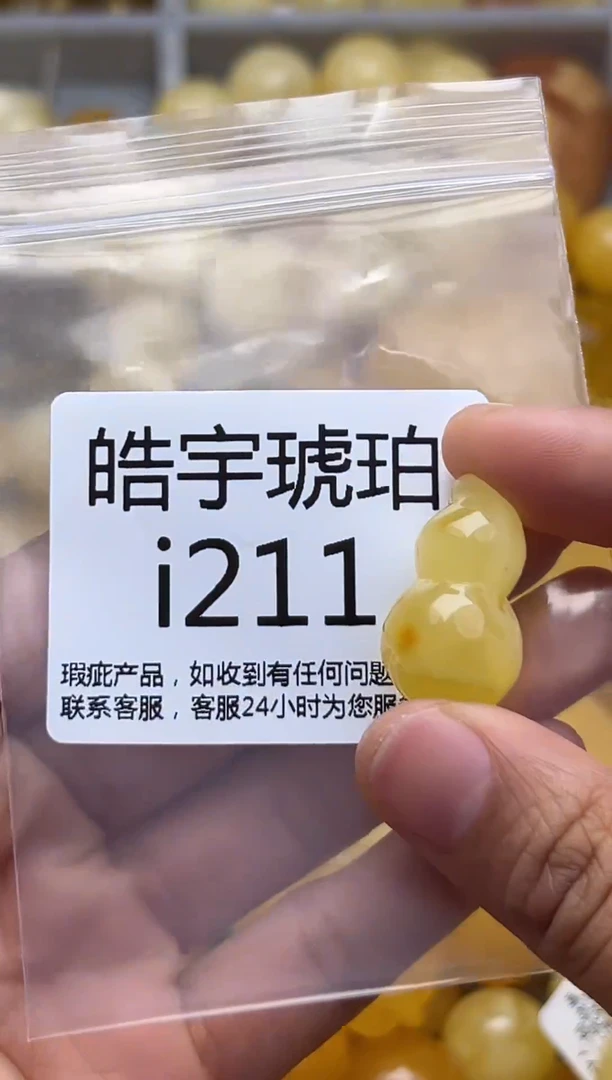 皓宇琥珀
i211
瑕疵产品，如收到有任何问题
联系客服，客服24小时为您服